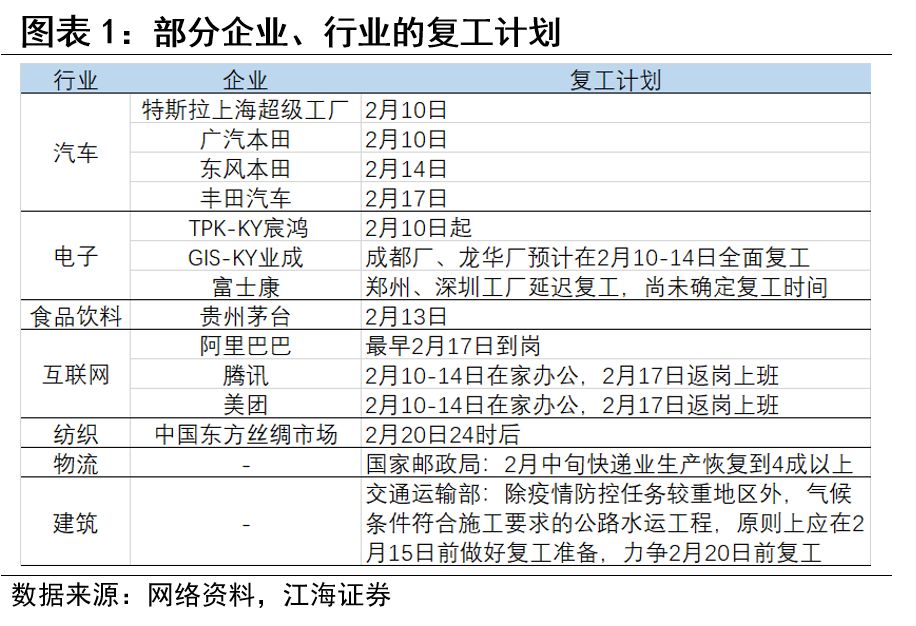 图表 1：部分企业、行业的复工计划
行业 企业 复工计划
汽车 特斯拉上海超级工厂 2月10日
广汽本田 2月10日
东风本田 2月14日
丰田汽车 2月17日
电子 TPK-KY宸鸿 2月10日起
GIS-KY业成 成都厂、龙华厂预计在2月10-14日全面复工
富士康 郑州、深圳工厂延迟复工，尚未确定复工时间
食品饮料 贵州茅台 2月13日
互联网 阿里巴巴 最早2月17日到岗
腾讯 2月10-14日在家办公，2月17日返岗上班
美团 2月10-14日在家办公，2月17日返岗上班
纺织 中国东方丝绸市场 2月20日24时后
物流 - 国家邮政局：2月中旬快递业生产恢复到4成以上
建筑 - 交通运输部：除疫情防控任务较重地区外，气候
条件符合施工要求的公路水运工程，原则上应在2
月15日前做好复工准备，力争2月20日前复工
数据来源：网络资料，江海证券